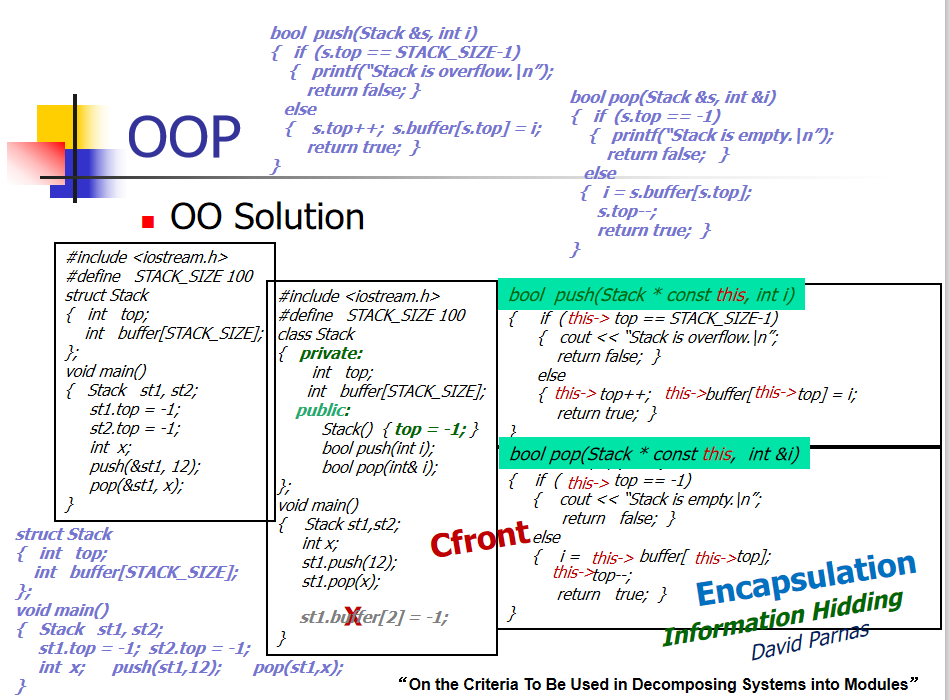 bool push(Stack &s, int i)
{ if (s.top == STACK_SIZE-1)
{ printf(“Stack is overflow.\n”);
return false; }
else
{ s.top++; s.buffer[s.top] = i;
return true; }
}
bool pop(Stack &s, int &i)
{ if (s.top == -1)
{ printf(“Stack is empty.\n”);
return false; }
else
{ i = s.buffer[s.top];
s.top--;
return true; }
}
OOP
OO Solution
#include <iostream.h>
#define STACK_SIZE 100
struct Stack
{ int top;
int buffer[STACK_SIZE];
};
void main()
{ Stack st1, st2;
st1.top = -1;
st2.top = -1;
int x;
push(&st1, 12);
pop(&st1, x);
}
struct Stack
{ int top;
int buffer[STACK_SIZE];
};
void main()
{ Stack st1, st2;
st1.top = -1; st2.top = -1;
int x; push(st1,12); pop(st1,x);
}
#include <iostream.h>
#define STACK_SIZE 100
class Stack
{ private:
int top;
int buffer[STACK_SIZE];
public:
Stack() { top = -1; }
bool push(int i);
bool pop(int& i);
};
void main()
{ Stack st1,st2;
int x;
st1.push(12);
st1.pop(x);
st1.buffer[2] = -1;
X
}
Cfront
bool push(Stack * const this, int i)
{ if ( this-> top == STACK_SIZE-1)
{ cout << “Stack is overflow.\n”;
return false; }
else
{ this-> top++; this->buffer[this->top] = i;
return true; }
}
bool pop(Stack * const this, int &i)
{ if ( this-> top == -1)
{ cout << “Stack is empty.\n”;
return false; }
else
{ i = this-> buffer[ this->top];
this->top--;
return true; }
}
Encapsulation
Information Hidding
David Parnas
“On the Criteria To Be Used in Decomposing Systems into Modules”